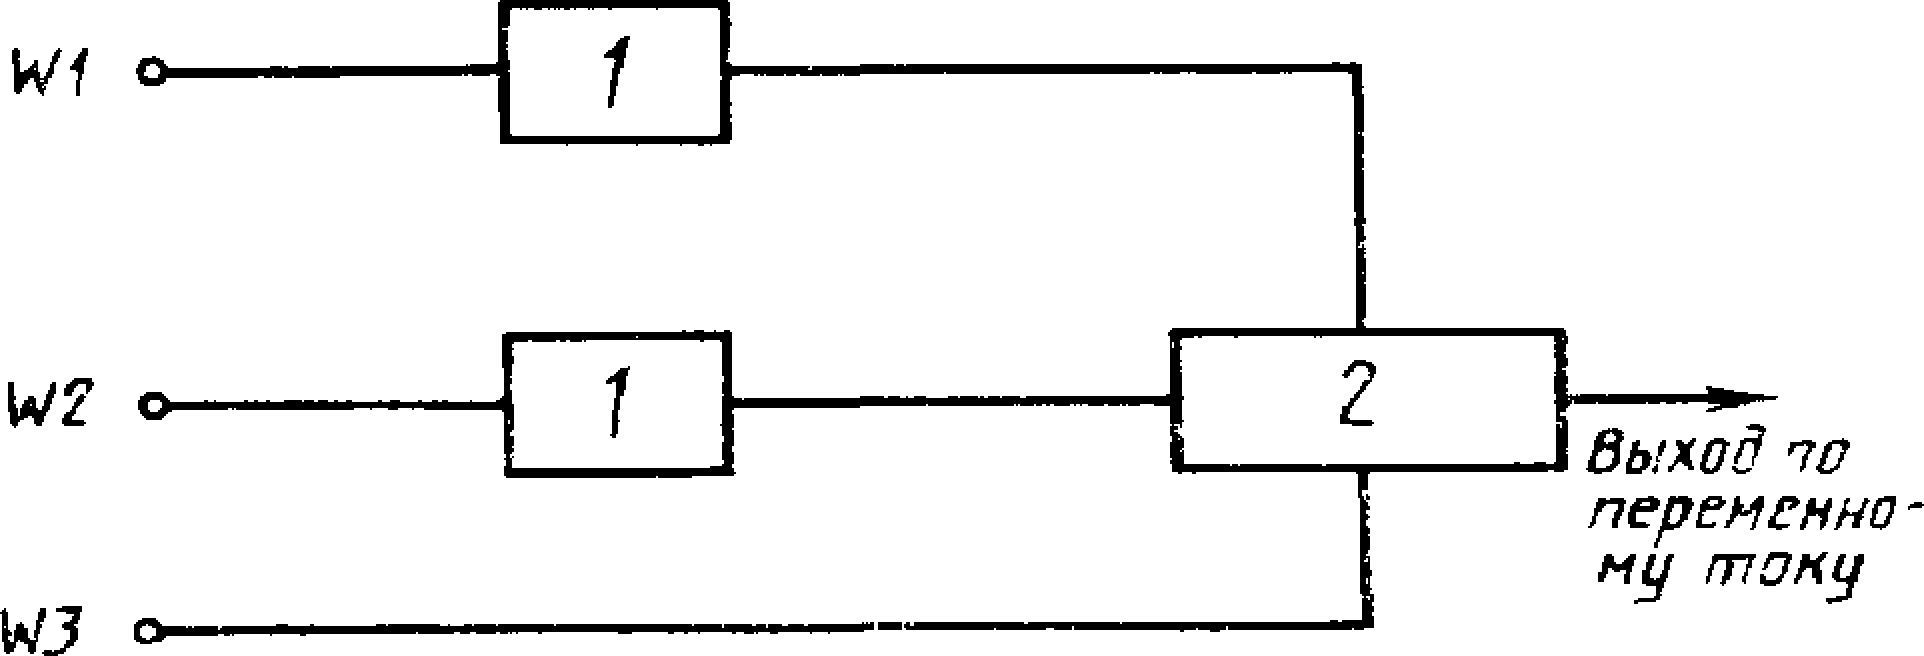 W1
1
W2
1
2
Выход по
переменно-
му току
W3